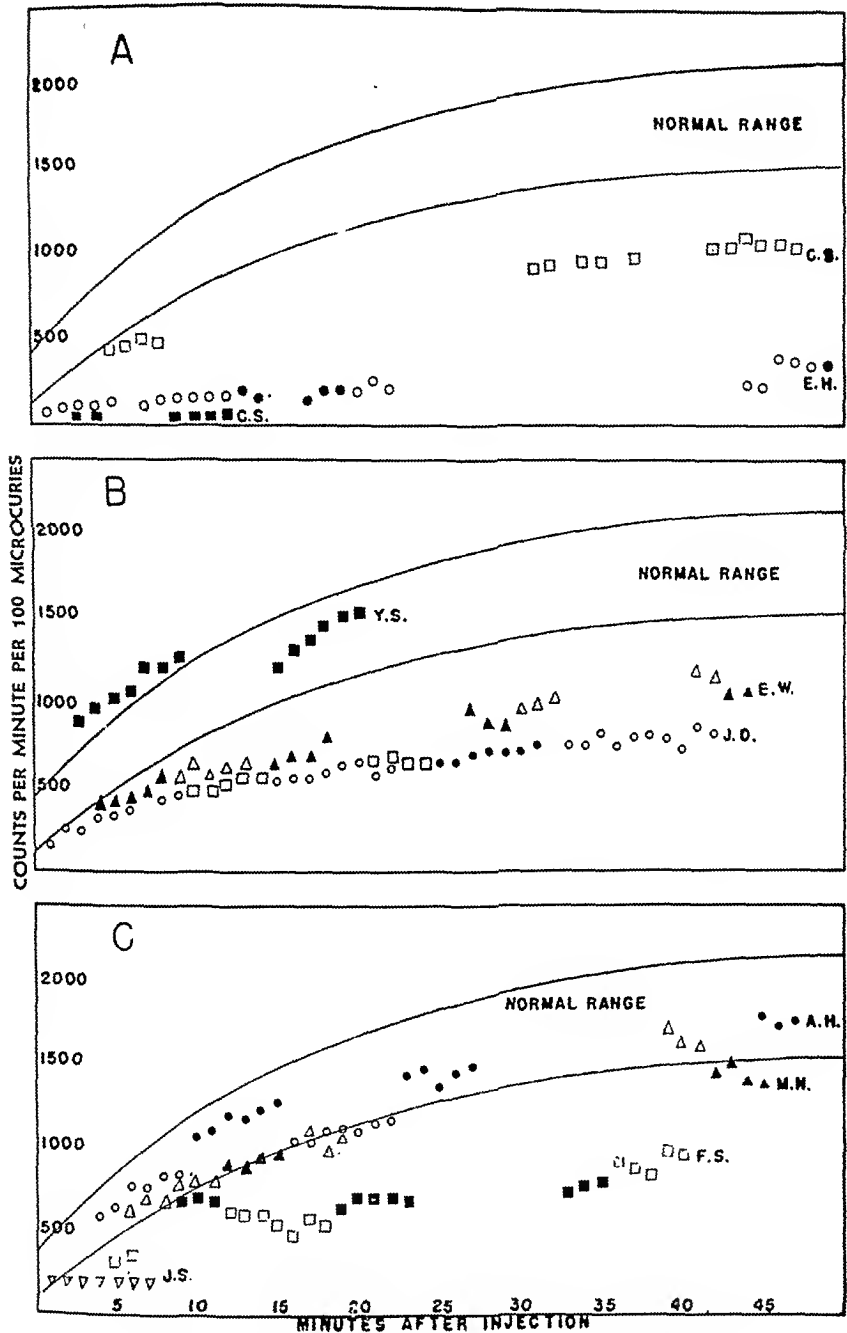 A
2000
NORMAL RANGE
1500
1000
G.B.
500
E.H.
C.S.
COUNTS PER MINUTE PER 100 MICROCURIES
B
2000
NORMAL RANGE
1500
Y.S.
1000
E.W.
J.D.
500
C
2000
NORMAL RANGE
A.H.
1500
M.N.
1000
F.S.
500
J.S.
5 10 15 20 25 30 35 40 45
MINUTES AFTER INJECTION